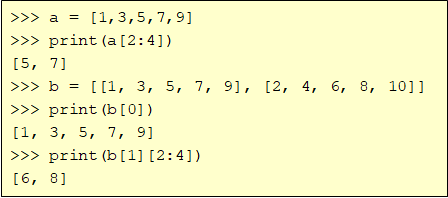 >>> a = [1,3,5,7,9]
>>> print(a[2:4])
[5, 7]
>>> b = [[1, 3, 5, 7, 9], [2, 4, 6, 8, 10]]
>>> print(b[0])
[1, 3, 5, 7, 9]
>>> print(b[1][2:4])
[6, 8]